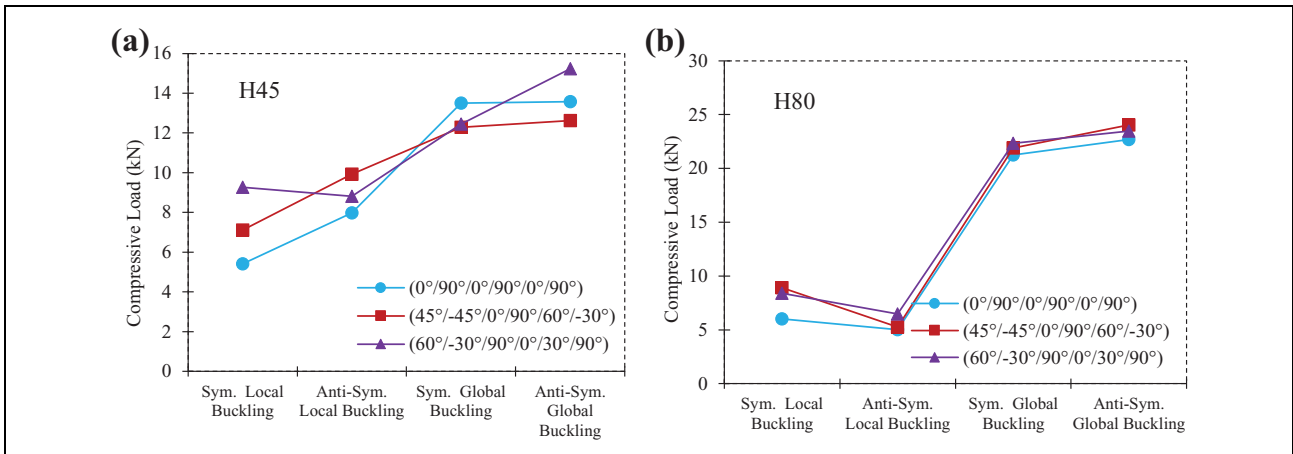 (a)
16
14
12
10
8
6
4
2
0
Compressive Load (kN)
H45
(0°/90°/0°/90°/0°/90°)
(45°/-45°/0°/90°/60°/-30°)
(60°/-30°/90°/0°/30°/90°)
Sym. Local
Buckling
Anti-Sym.
Local Buckling
Sym. Global
Buckling
Anti-Sym.
Global
Buckling
(b)
30
25
20
15
10
5
0
Compressive Load (kN)
H80
(0°/90°/0°/90°/0°/90°)
(45°/-45°/0°/90°/60°/-30°)
(60°/-30°/90°/0°/30°/90°)
Sym. Local
Buckling
Anti-Sym.
Local Buckling
Sym. Global
Buckling
Anti-Sym.
Global Buckling